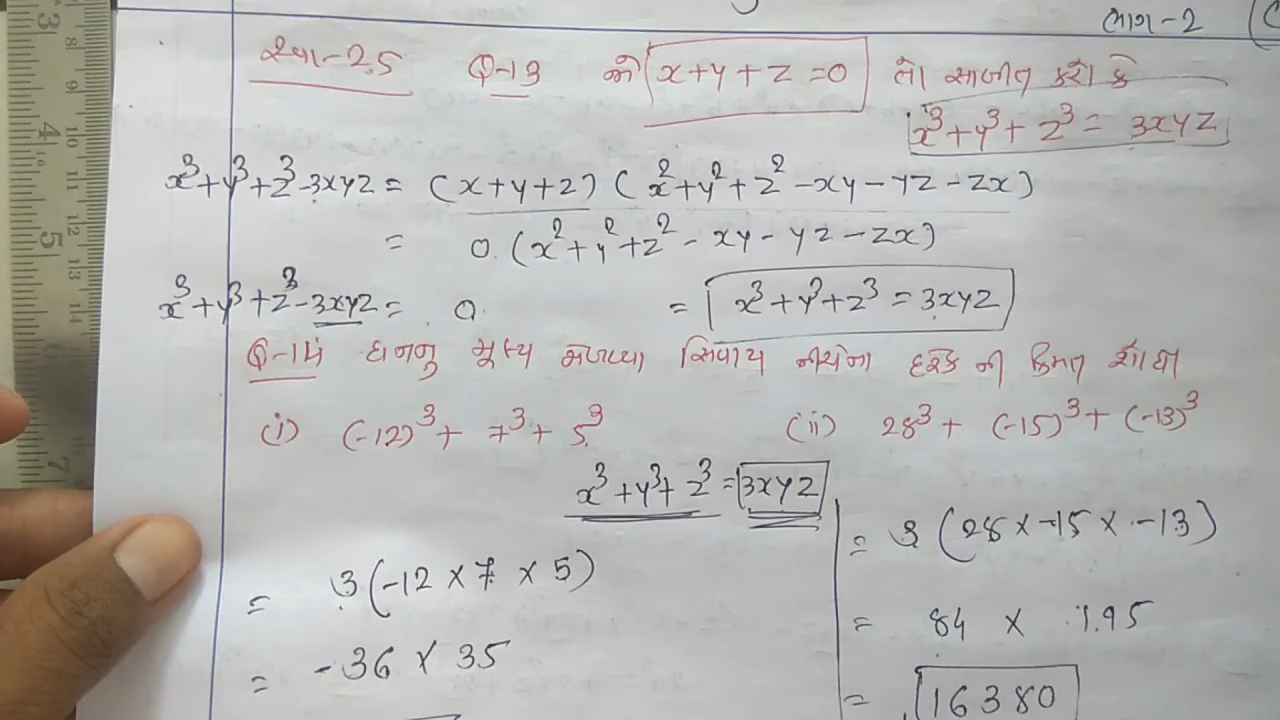 ભાગ-2
સ્વા-2.5 Q-13 જો x+y+z=0 તો સાબીત કરો કે
x³+y³+z³= 3xyz
x³+y³+z³-3xyz = (x+y+z) (x²+y²+z²-xy-yz-zx)
= 0.(x²+y²+z²-xy-yz-zx)
x³+y³+z³-3xyz = 0 = x³+y³+z³=3xyz
Q-14 ઘનનુ મૂલ્ય મેળવ્યા સિવાય નીચેના દરેક ની કિંમત શોધો
(i) (-12)³+ 7³+ 5³ (ii) 28³+ (-15)³+ (-13)³
x³+y³+z³=3xyz
= 3(-12×7×5)
= -36 × 35
= 3(28×-15×-13)
= 84 × 195
= 16380